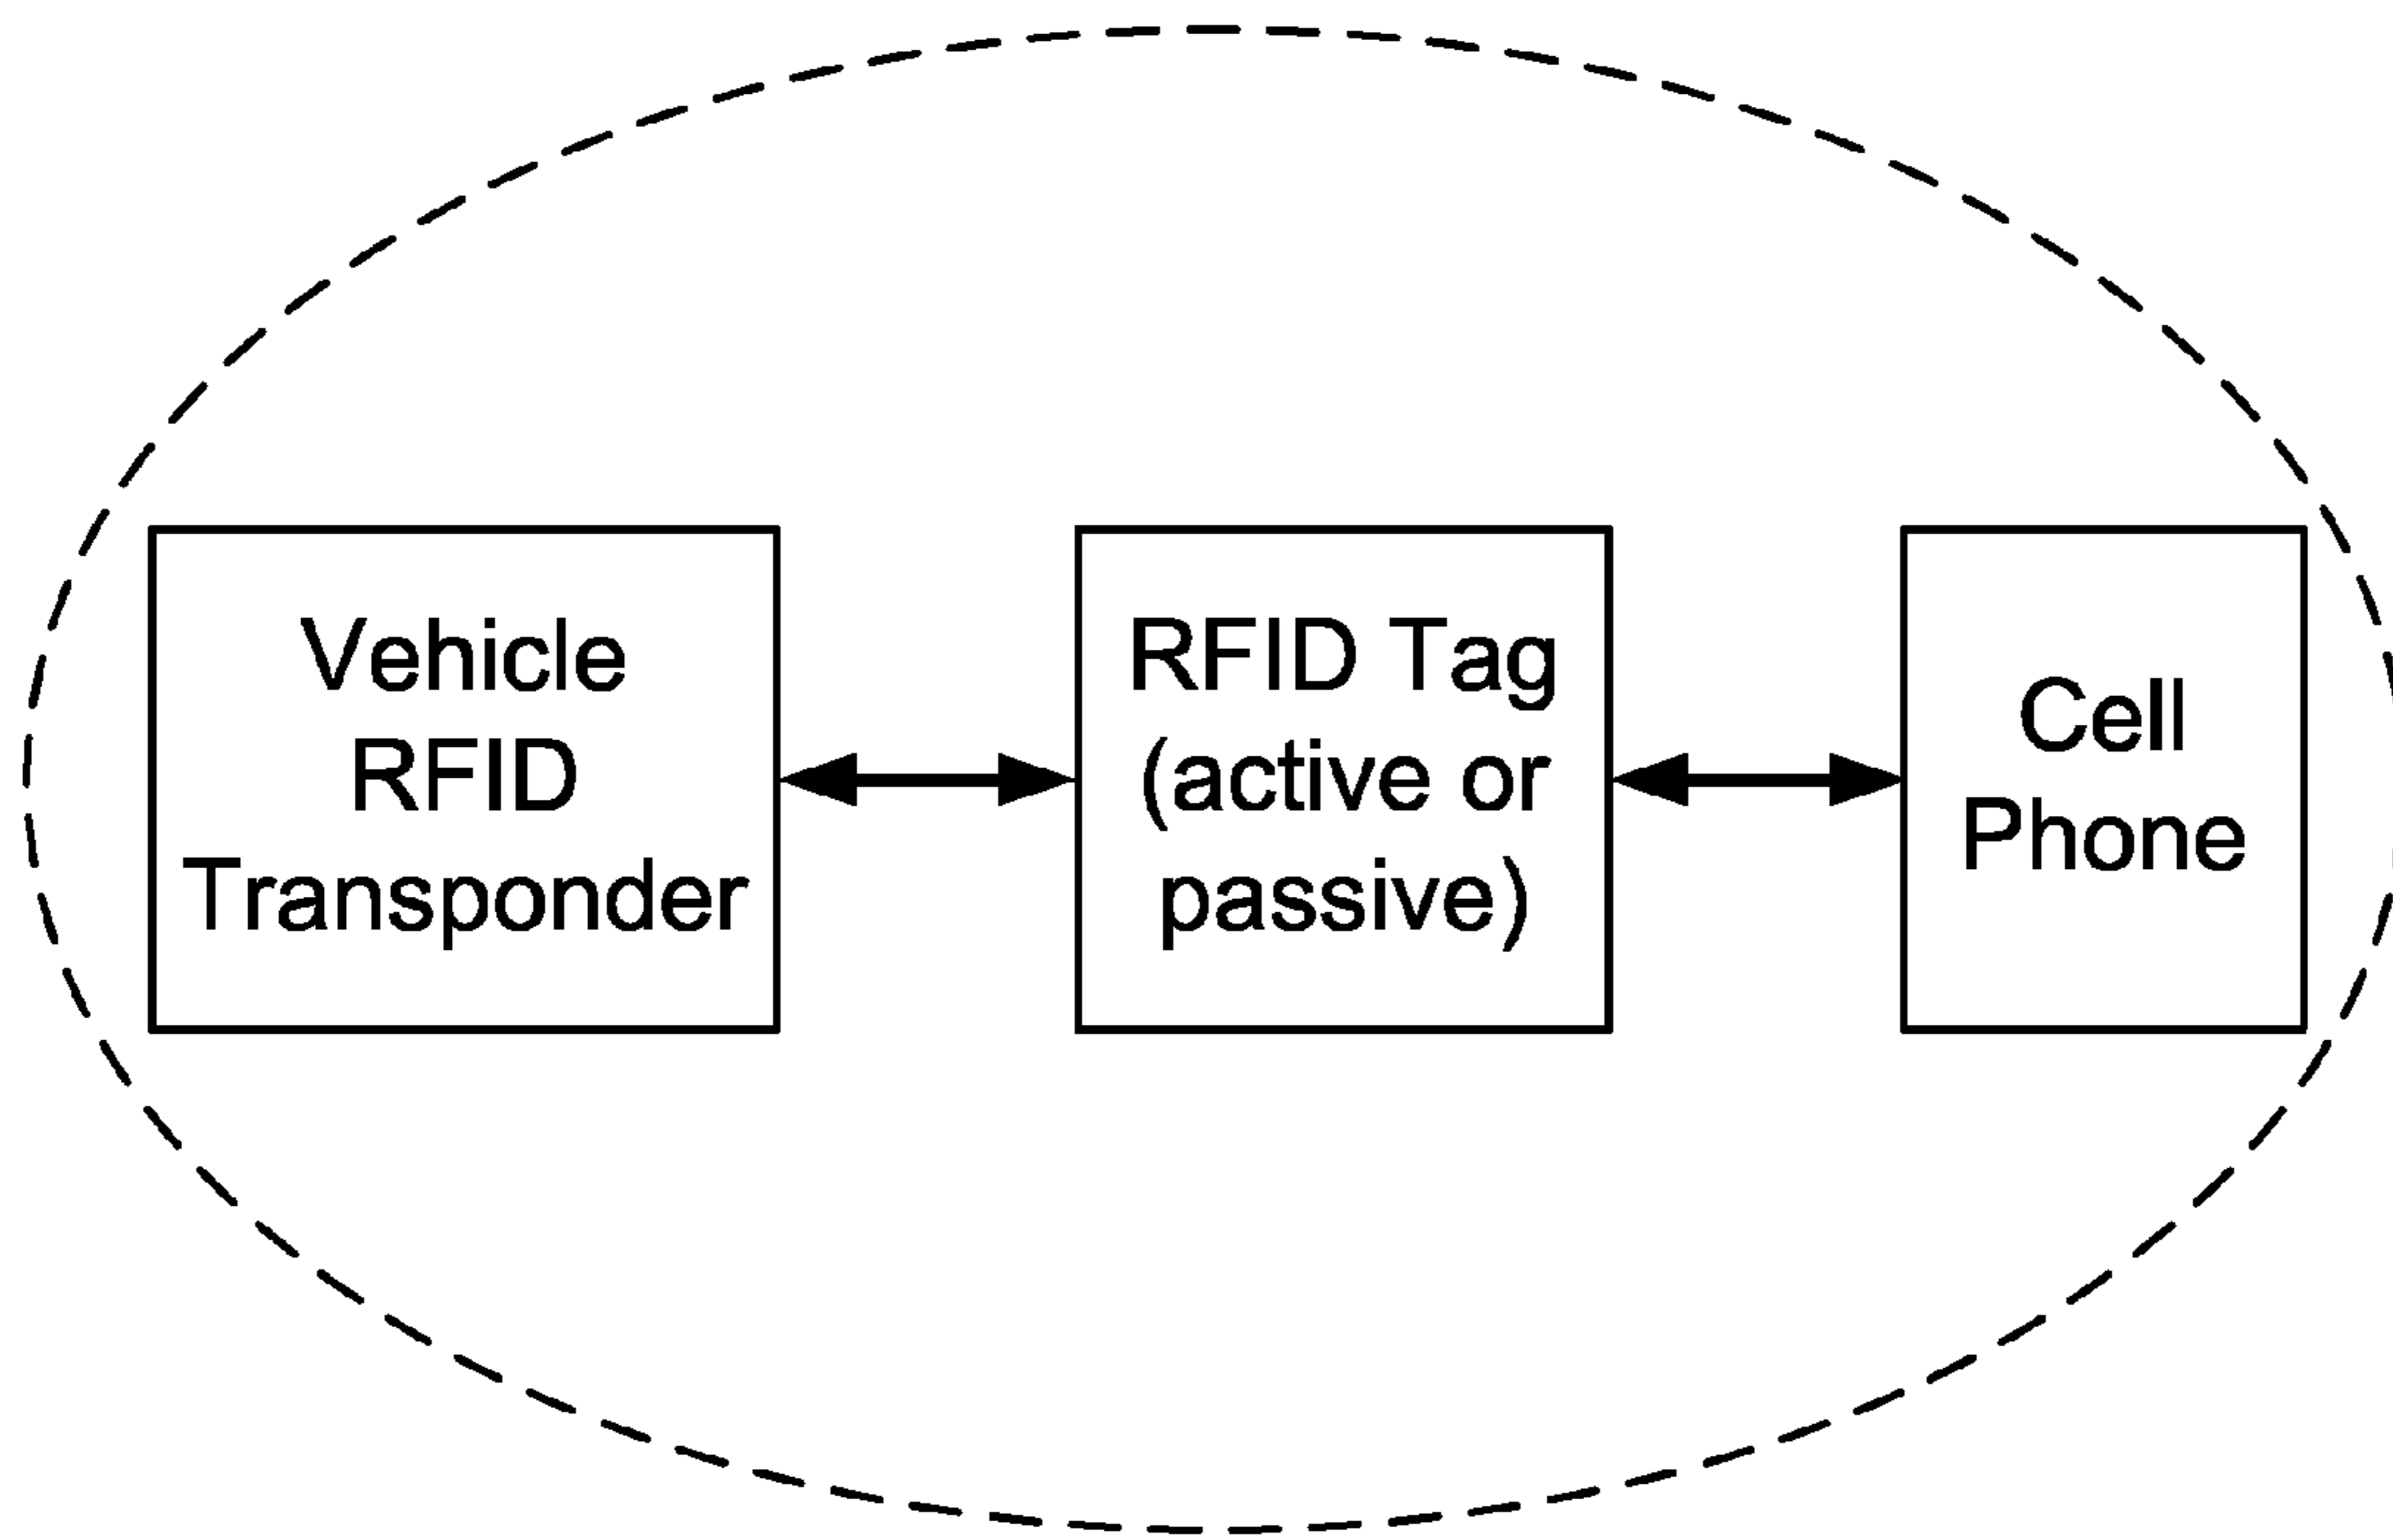 Vehicle
RFID
Transponder
RFID Tag
(active or
passive)
Cell
Phone